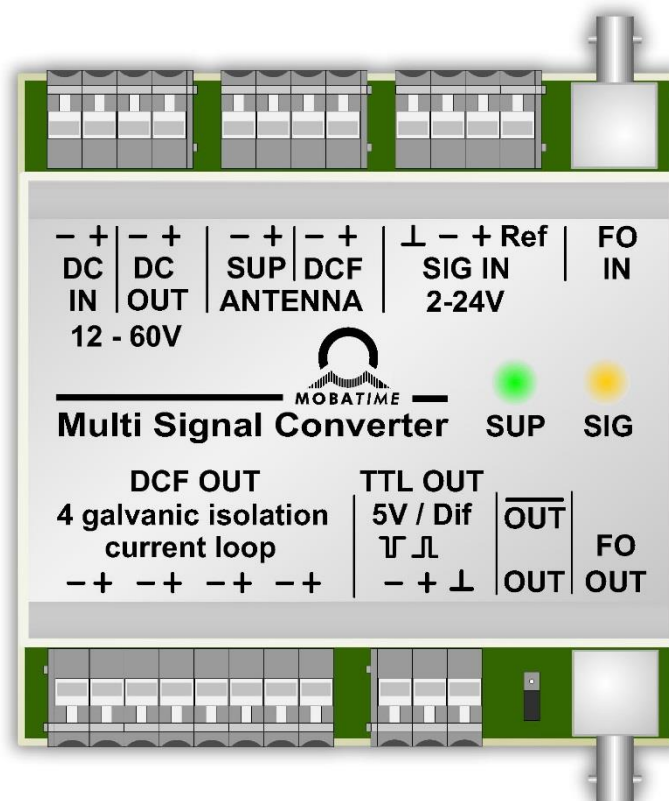 − + − + − + − + ⊥ − + Ref FO
DC DC SUP DCF SIG IN IN
IN OUT ANTENNA 2-24V
12 - 60V
MOBATIME
Multi Signal Converter SUP SIG
DCF OUT TTL OUT
4 galvanic isolation 5V / Dif OUT
current loop FO
− + − + − + − + − + ⊥ OUT OUT